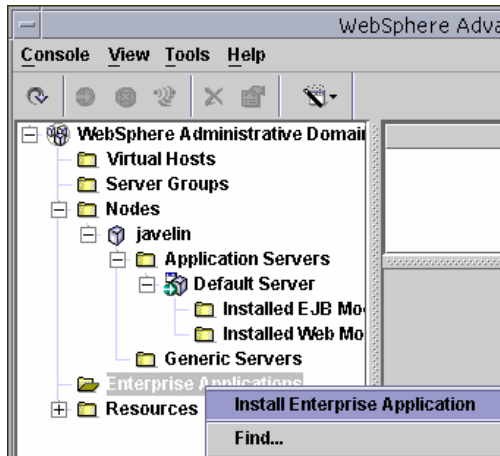 WebSphere Adva
Console View Tools Help
WebSphere Administrative Domain
Virtual Hosts
Server Groups
Nodes
javelin
Application Servers
Default Server
Installed EJB Mo
Installed Web Mo
Generic Servers
Enterprise Applications
Resources
Install Enterprise Application
Find...